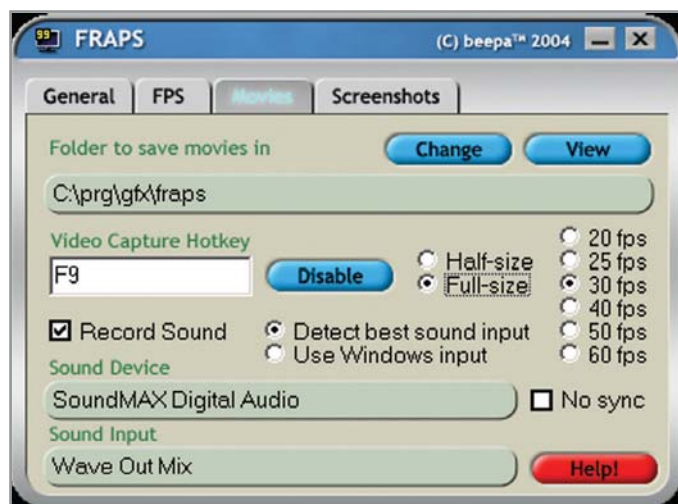 99 FRAPS (C) beepa™ 2004
General FPS Movies Screenshots
Folder to save movies in Change View
C:\prg\gfx\fraps
Video Capture Hotkey
F9 Disable
Half-size
Full-size
20 fps
25 fps
30 fps
40 fps
50 fps
60 fps
Record Sound
Detect best sound input
Use Windows input
Sound Device
SoundMAX Digital Audio No sync
Sound Input
Wave Out Mix Help!